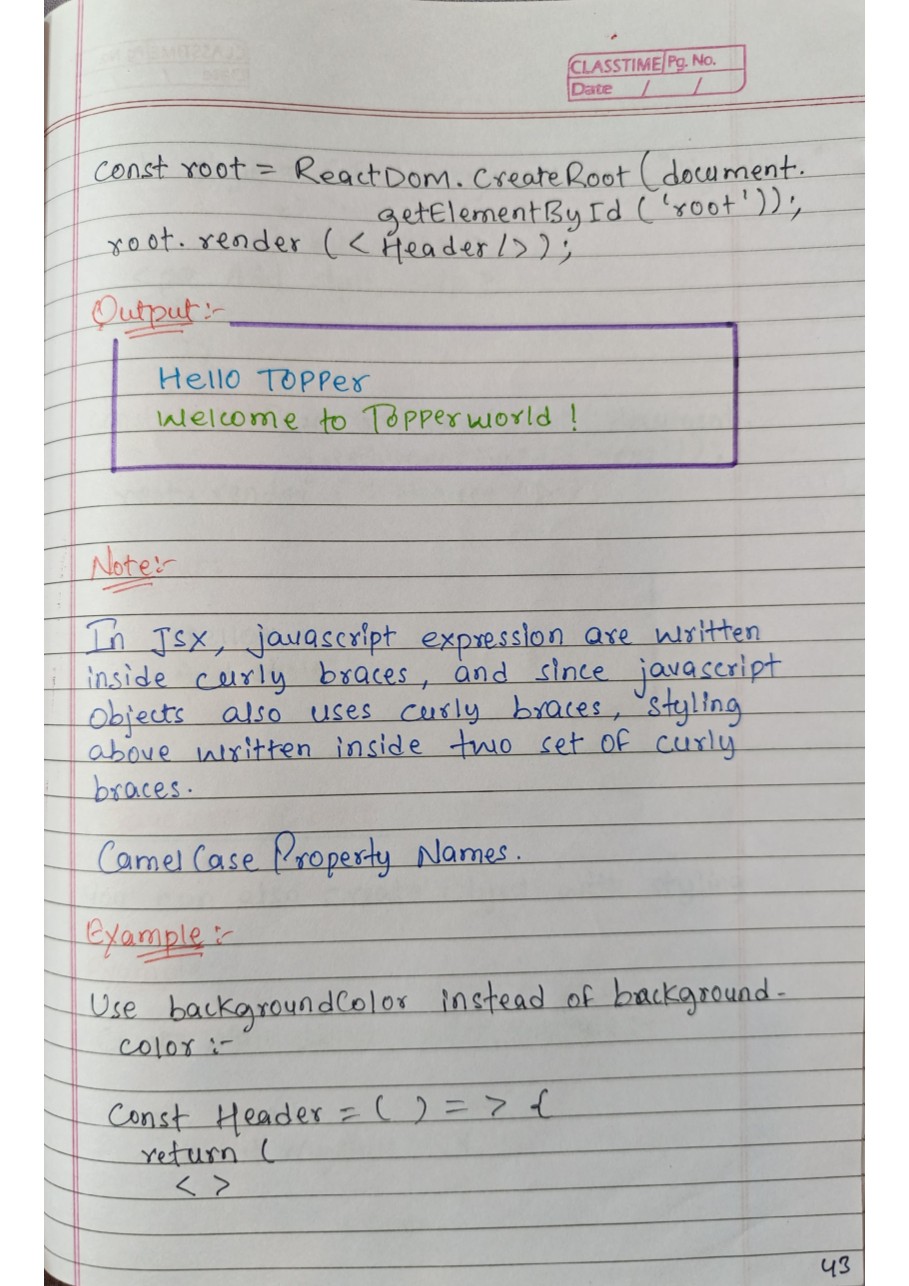 CLASSTIME Pg. No.
Date / /
Const root = ReactDom.CreateRoot(document.
getElementById('root'));
root.render(<Header/>);
Output:-
Hello Topper
Welcome to Topperworld!
Note:-
In JSX, javascript expression are written
inside curly braces, and since javascript
objects also uses curly braces, styling
above written inside two set of curly
braces.
Camel Case Property Names.
Example:-
Use backgroundColor instead of background-
color:-
Const Header = ( ) = > {
return (
< >
43